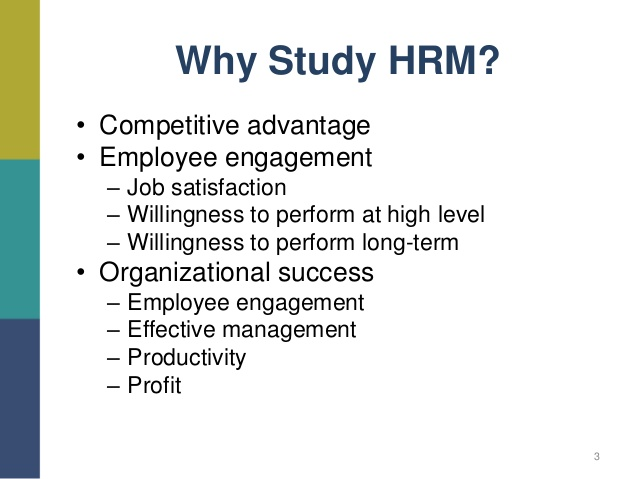 Why Study HRM?
• Competitive advantage
• Employee engagement
– Job satisfaction
– Willingness to perform at high level
– Willingness to perform long-term
• Organizational success
– Employee engagement
– Effective management
– Productivity
– Profit
3